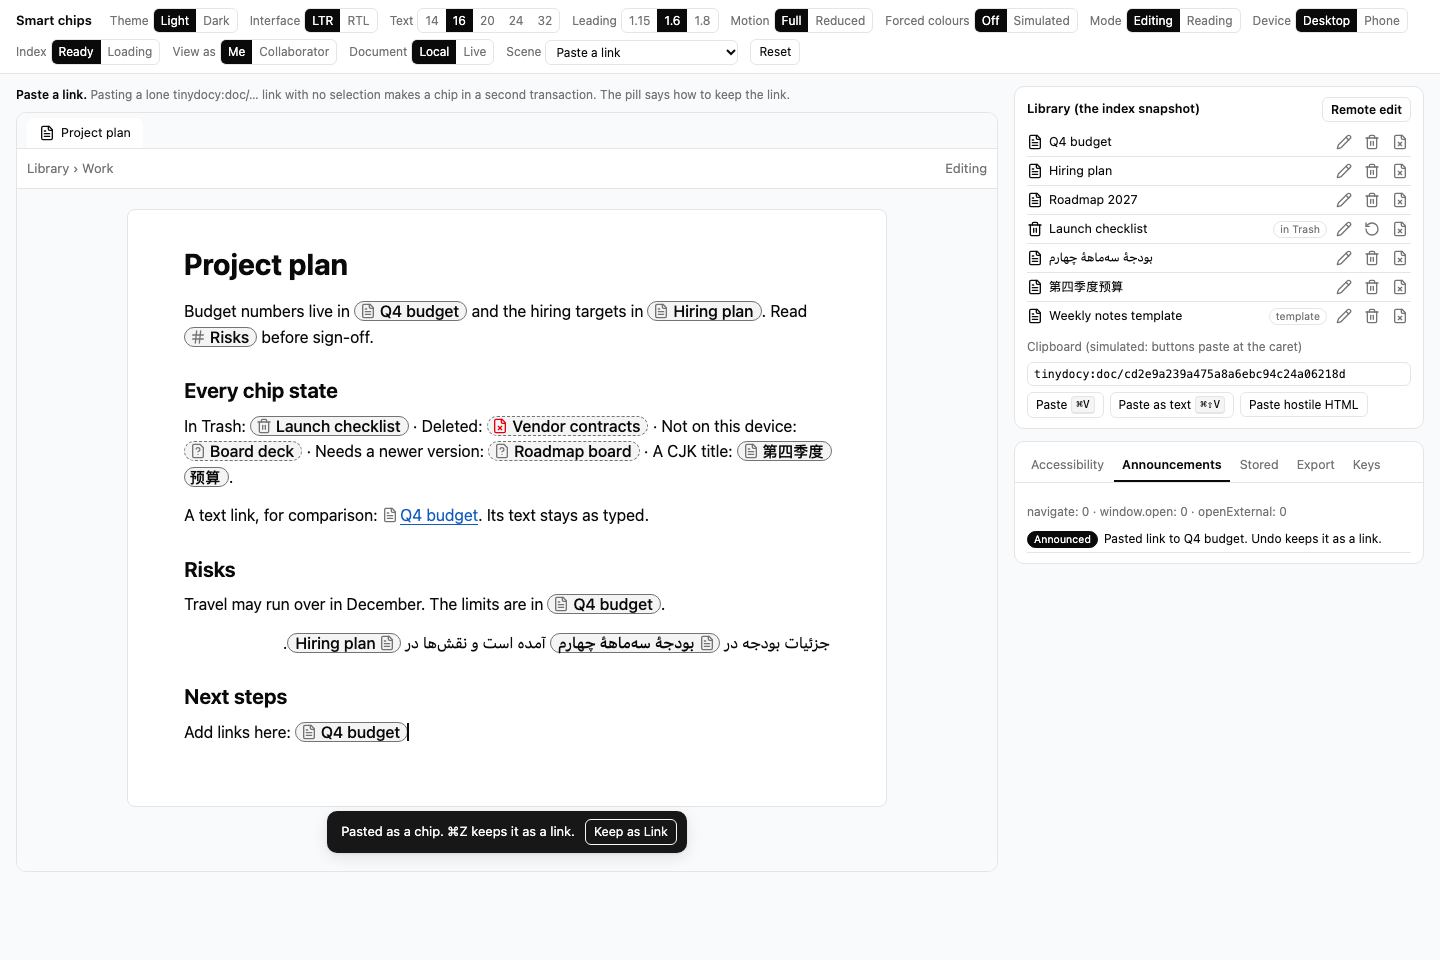 Smart chips Theme Light Dark Interface LTR RTL Text 14 16 20 24 32 Leading 1.15 1.6 1.8 Motion Full Reduced Forced colours Off Simulated Mode Editing Reading Device Desktop Phone
Index Ready Loading View as Me Collaborator Document Local Live Scene Paste a link Reset
Paste a link. Pasting a lone tinydocy:doc/... link with no selection makes a chip in a second transaction. The pill says how to keep the link.
Project plan
Library › Work Editing
Project plan
Budget numbers live in Q4 budget and the hiring targets in Hiring plan. Read
# Risks before sign-off.
Every chip state
In Trash: Launch checklist · Deleted: Vendor contracts · Not on this device:
Board deck · Needs a newer version: Roadmap board · A CJK title: 第四季度
预算.
A text link, for comparison: Q4 budget. Its text stays as typed.
Risks
Travel may run over in December. The limits are in Q4 budget.
جزئیات بودجه در بودجهٔ سه‌ماههٔ چهارم آمده است و نقش‌ها در Hiring plan.
Next steps
Add links here: Q4 budget
Pasted as a chip. ⌘Z keeps it as a link. Keep as Link
Library (the index snapshot) Remote edit
Q4 budget
Hiring plan
Roadmap 2027
Launch checklist in Trash
بودجهٔ سه‌ماههٔ چهارم
第四季度预算
Weekly notes template template
Clipboard (simulated: buttons paste at the caret)
tinydocy:doc/cd2e9a239a475a8a6ebc94c24a06218d
Paste ⌘V Paste as text ⌘⇧V Paste hostile HTML
Accessibility Announcements Stored Export Keys
navigate: 0 · window.open: 0 · openExternal: 0
Announced Pasted link to Q4 budget. Undo keeps it as a link.